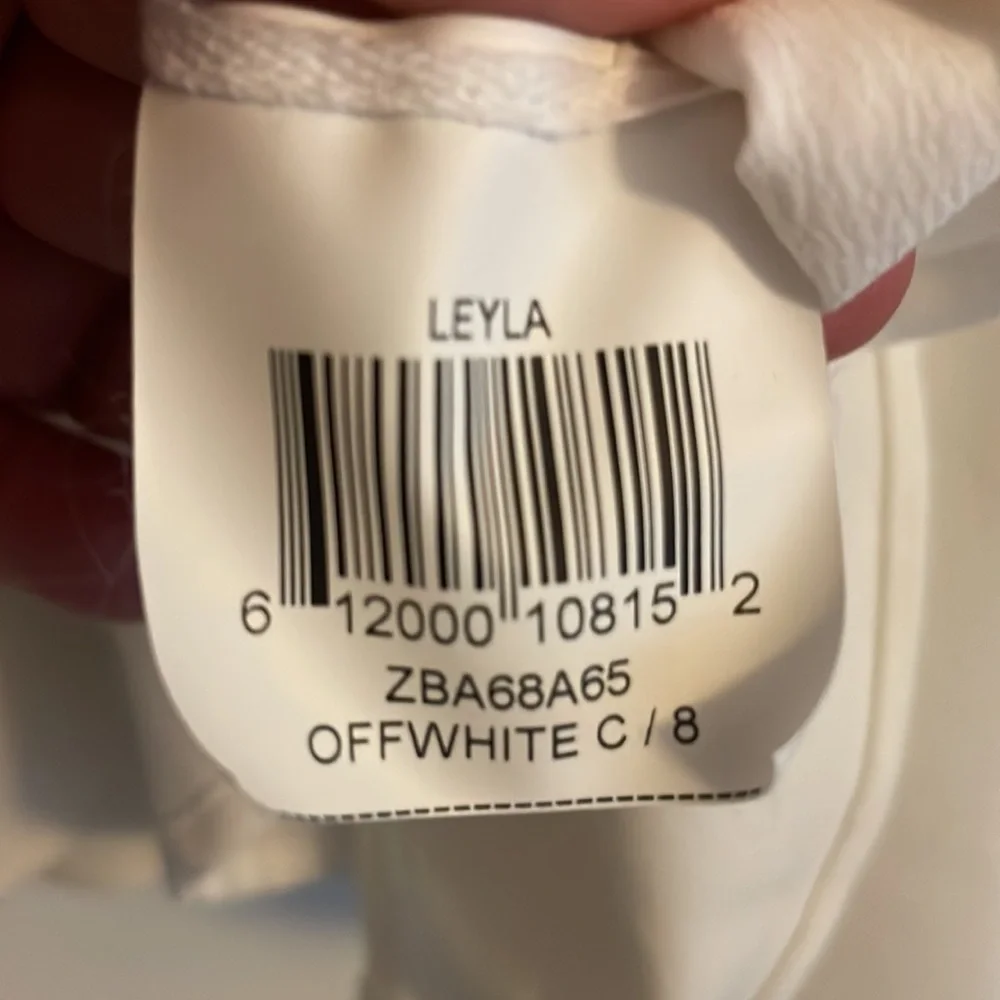 LEYLA
6 12000 10815 2
ZBA68A65
OFFWHITE C / 8